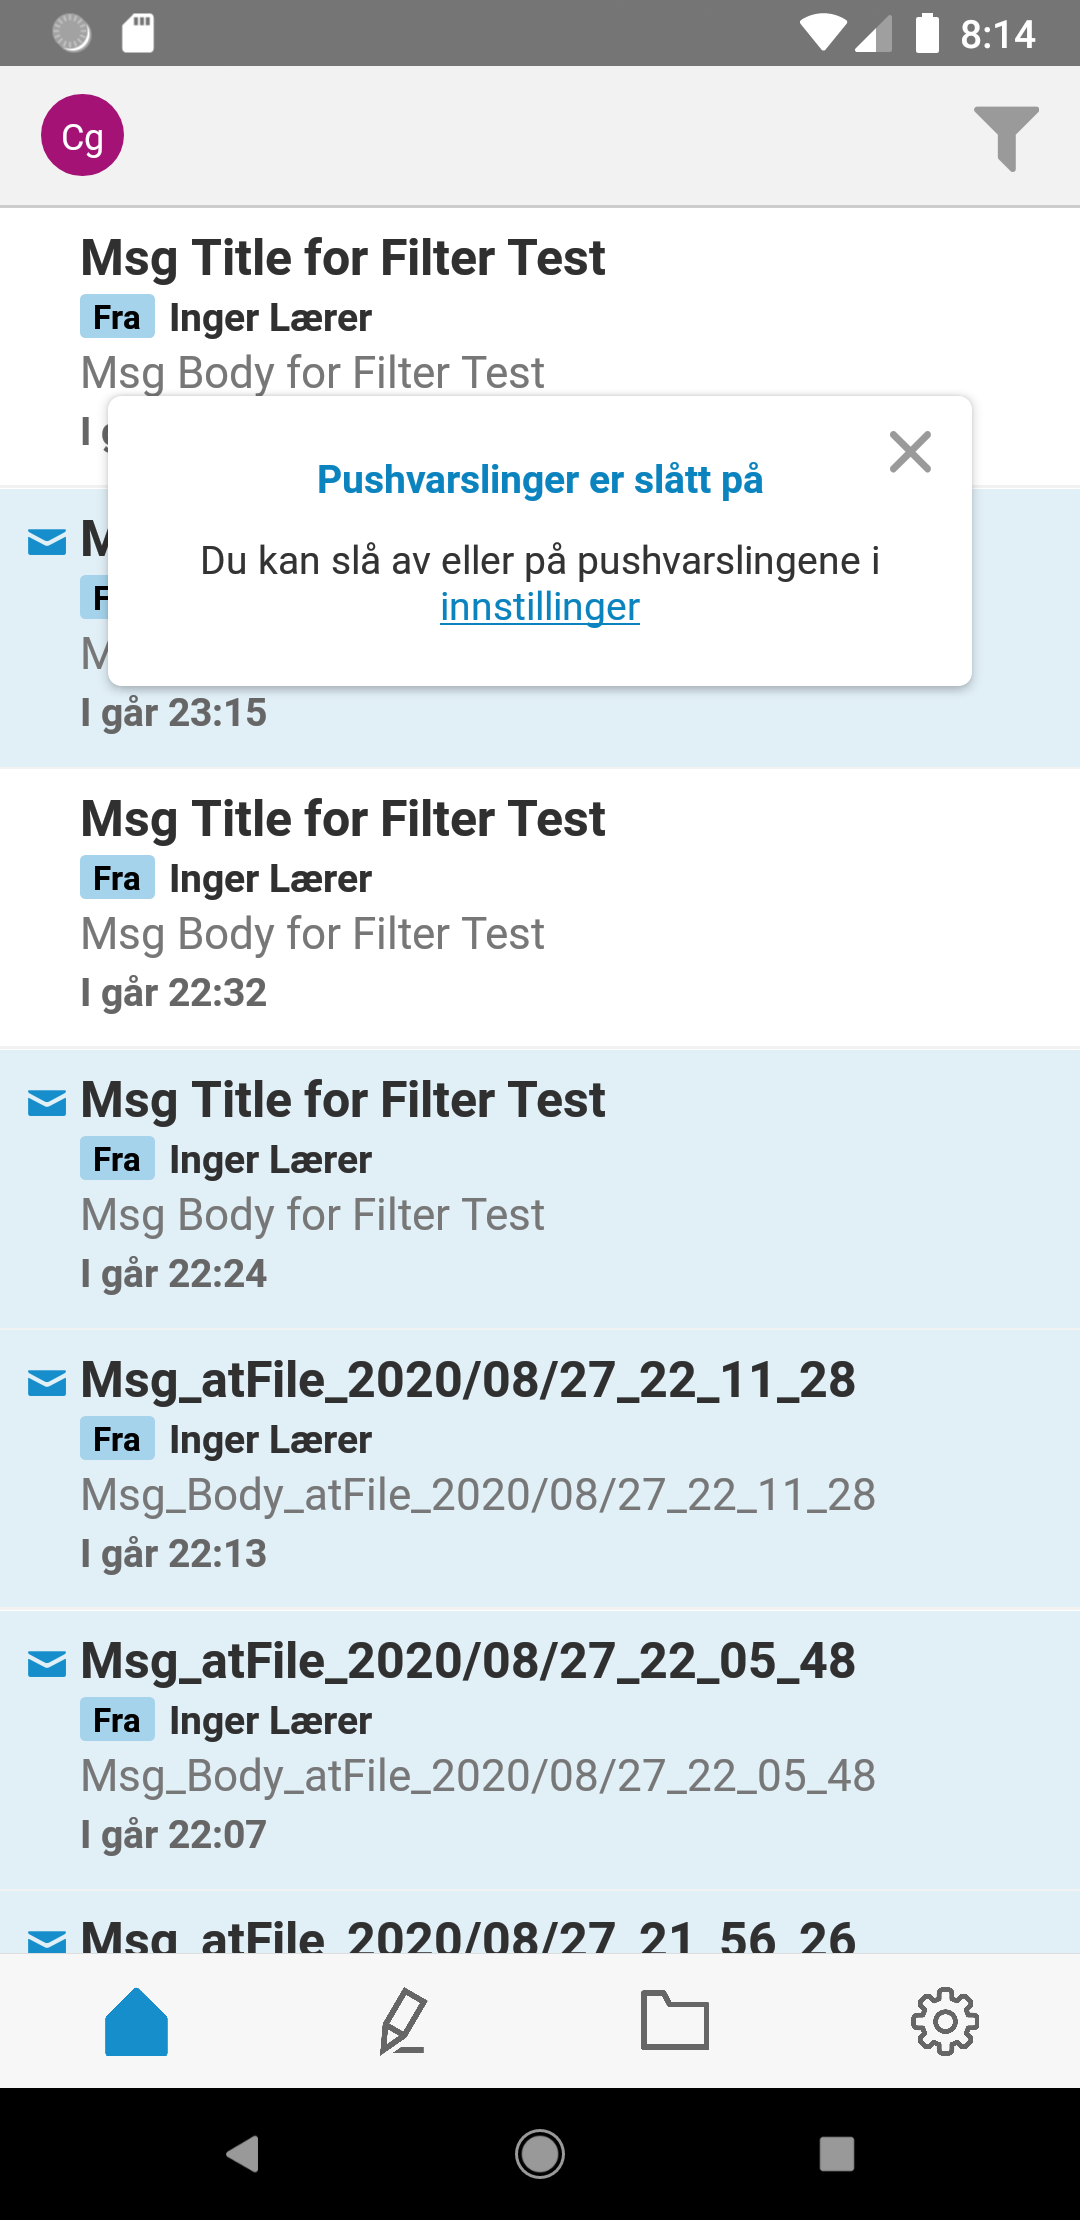 8:14
Cg
Msg Title for Filter Test
Fra Inger Lærer
Msg Body for Filter Test
I
Pushvarslinger er slått på
Du kan slå av eller på pushvarslingene i
innstillinger
I går 23:15
Msg Title for Filter Test
Fra Inger Lærer
Msg Body for Filter Test
I går 22:32
Msg Title for Filter Test
Fra Inger Lærer
Msg Body for Filter Test
I går 22:24
Msg_atFile_2020/08/27_22_11_28
Fra Inger Lærer
Msg_Body_atFile_2020/08/27_22_11_28
I går 22:13
Msg_atFile_2020/08/27_22_05_48
Fra Inger Lærer
Msg_Body_atFile_2020/08/27_22_05_48
I går 22:07
Msg_atFile_2020/08/27_21_56_26